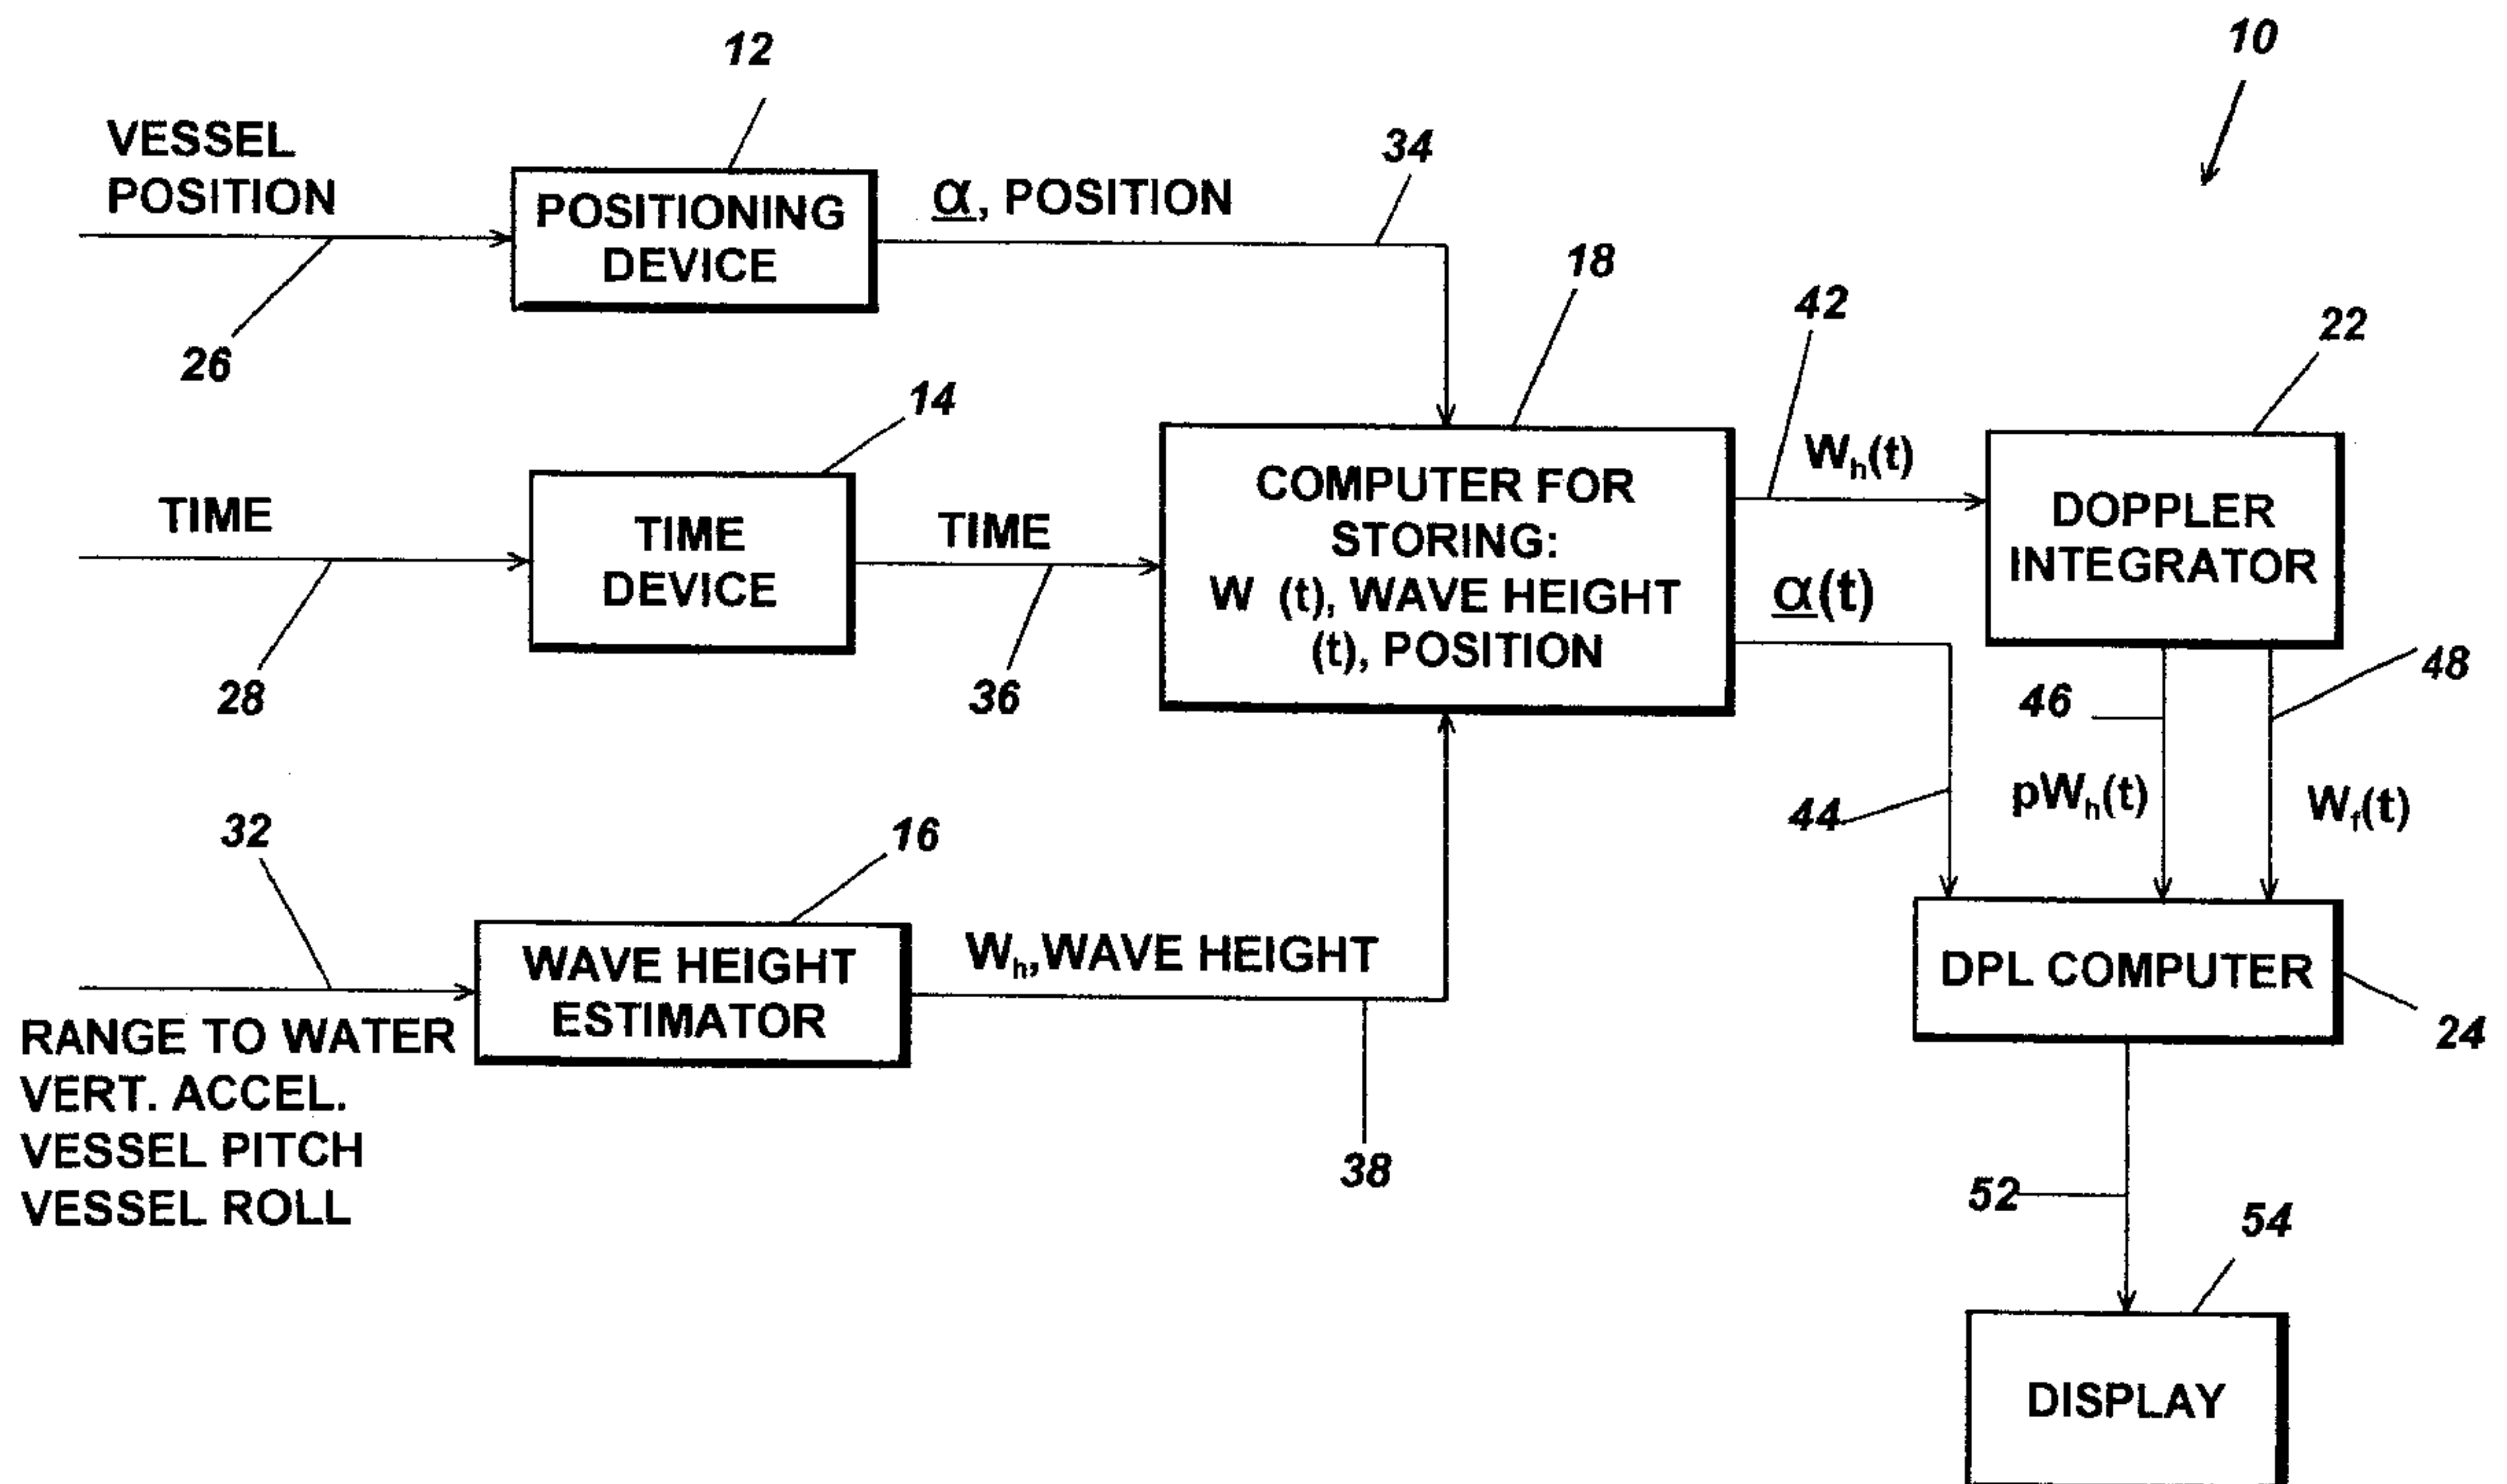 10
12
VESSEL
POSITION
26
POSITIONING
DEVICE
α, POSITION
34
18
42
22
14
TIME
28
TIME
DEVICE
TIME
36
COMPUTER FOR
STORING:
W (t), WAVE HEIGHT
(t), POSITION
Wh(t)
α(t)
DOPPLER
INTEGRATOR
48
46
44
pWh(t)
Wf(t)
32
16
RANGE TO WATER
VERT. ACCEL.
VESSEL PITCH
VESSEL ROLL
WAVE HEIGHT
ESTIMATOR
Wh,WAVE HEIGHT
38
DPL COMPUTER
24
52
54
DISPLAY